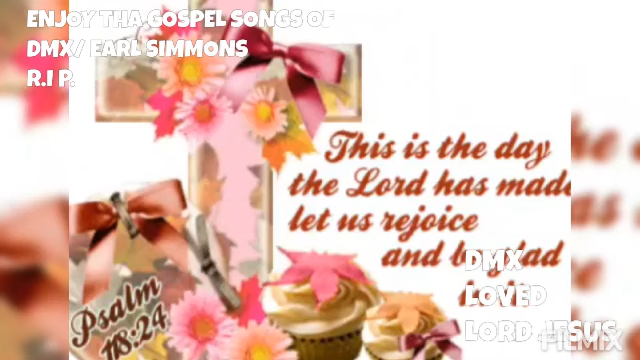 ENJOY THA GOSPEL SONGS OF
DMX/ EARL SIMMONS
R.I P.
This is the day
the Lord has made
let us rejoice
and be glad
Psalm
118:24
DMX
LOVED
LORD JESUS
FILMIX